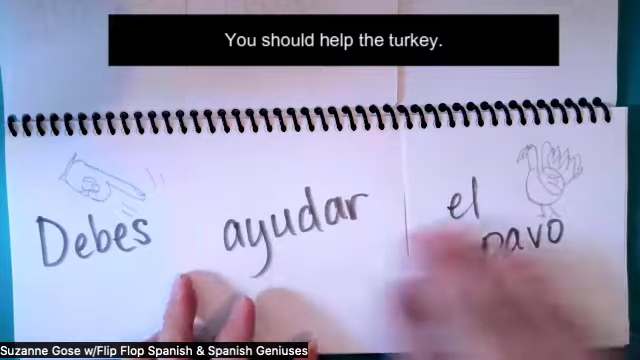 You should help the turkey.
Debes ayudar el
pavo
Suzanne Gose w/Flip Flop Spanish & Spanish Geniuses